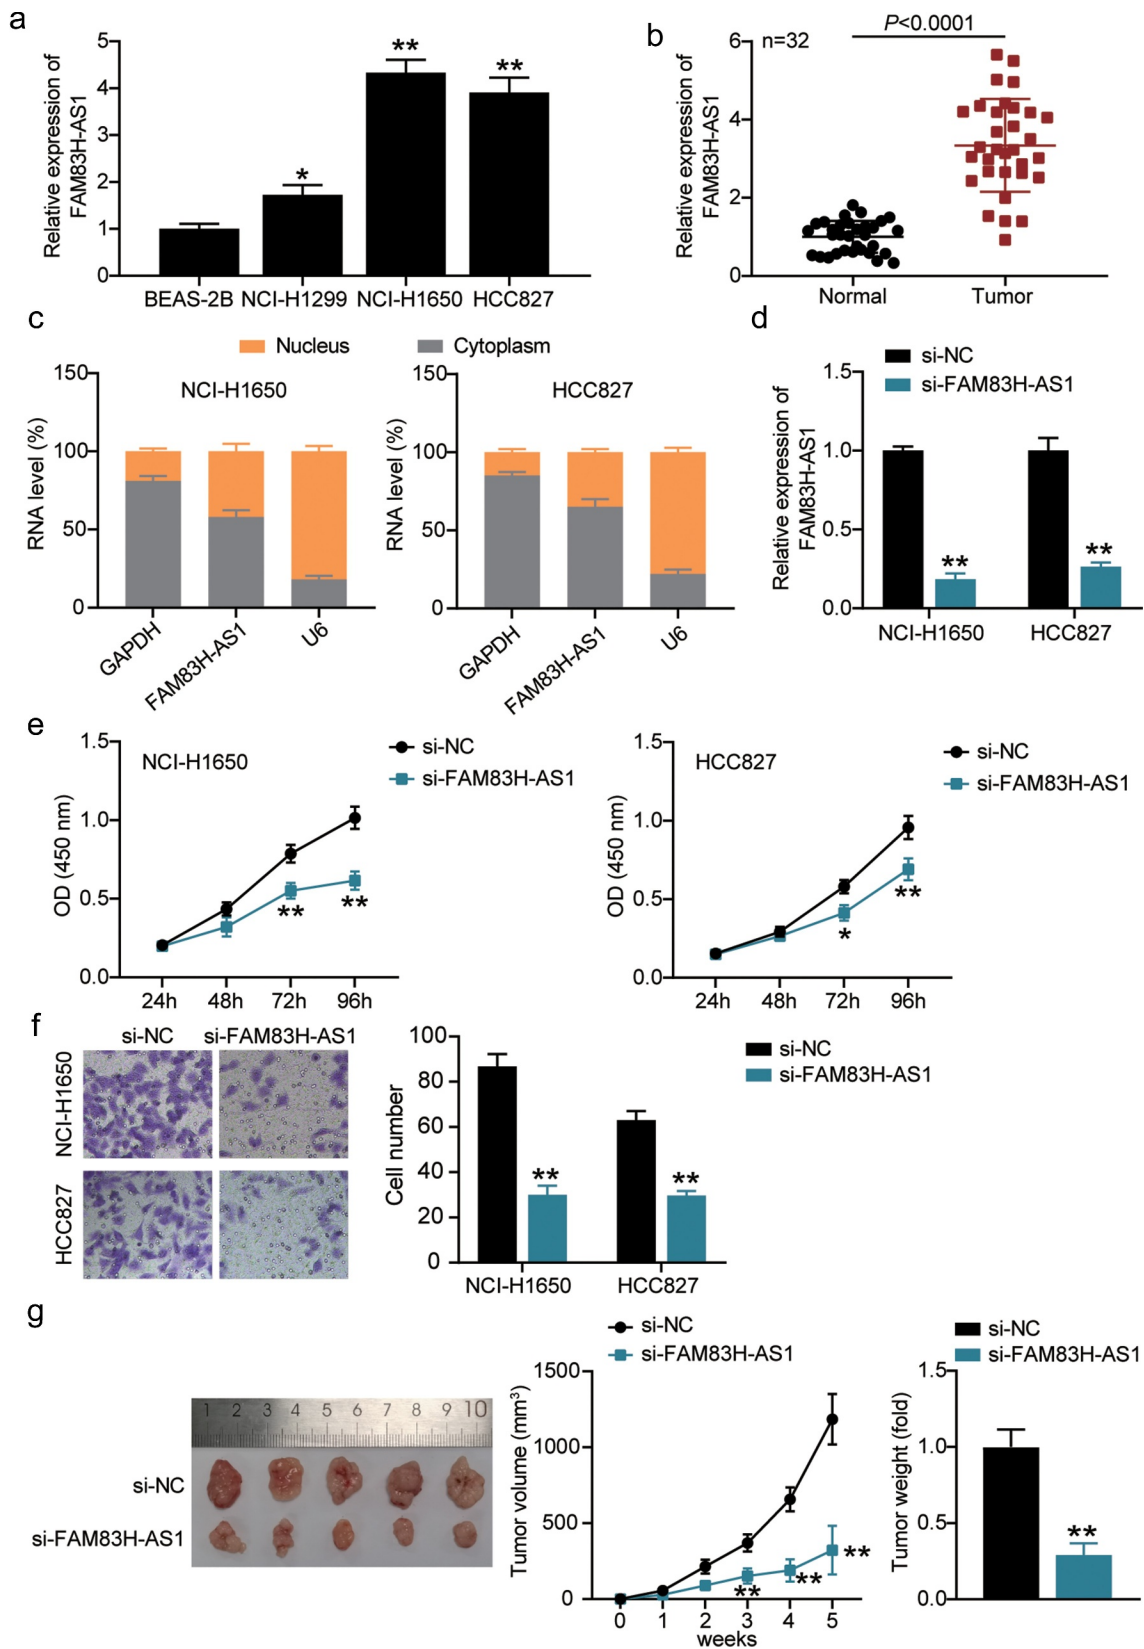 a
Relative expression of
FAM83H-AS1
5
4
3
2
1
0
*
**
**
BEAS-2B NCI-H1299 NCI-H1650 HCC827
b
Relative expression of
FAM83H-AS1
n=32
P<0.0001
6
4
2
0
Normal Tumor
c
Nucleus Cytoplasm
RNA level (%)
150
100
50
0
NCI-H1650
GAPDH FAM83H-AS1 U6
RNA level (%)
150
100
50
0
HCC827
GAPDH FAM83H-AS1 U6
d
si-NC
si-FAM83H-AS1
Relative expression of
FAM83H-AS1
1.5
1.0
0.5
0.0
**
**
NCI-H1650 HCC827
e
OD (450 nm)
1.5
1.0
0.5
0.0
NCI-H1650
si-NC
si-FAM83H-AS1
**
**
24h 48h 72h 96h
OD (450 nm)
1.5
1.0
0.5
0.0
HCC827
si-NC
si-FAM83H-AS1
*
**
24h 48h 72h 96h
f
si-NC si-FAM83H-AS1
NCI-H1650
HCC827
Cell number
100
80
60
40
20
0
**
**
si-NC
si-FAM83H-AS1
NCI-H1650 HCC827
g
1 2 3 4 5 6 7 8 9 10
si-NC
si-FAM83H-AS1
si-NC
si-FAM83H-AS1
Tumor volume (mm³)
1500
1000
500
0
**
**
**
0 1 2 3 4 5
weeks
si-NC
si-FAM83H-AS1
Tumor weight (fold)
1.5
1.0
0.5
0.0
**